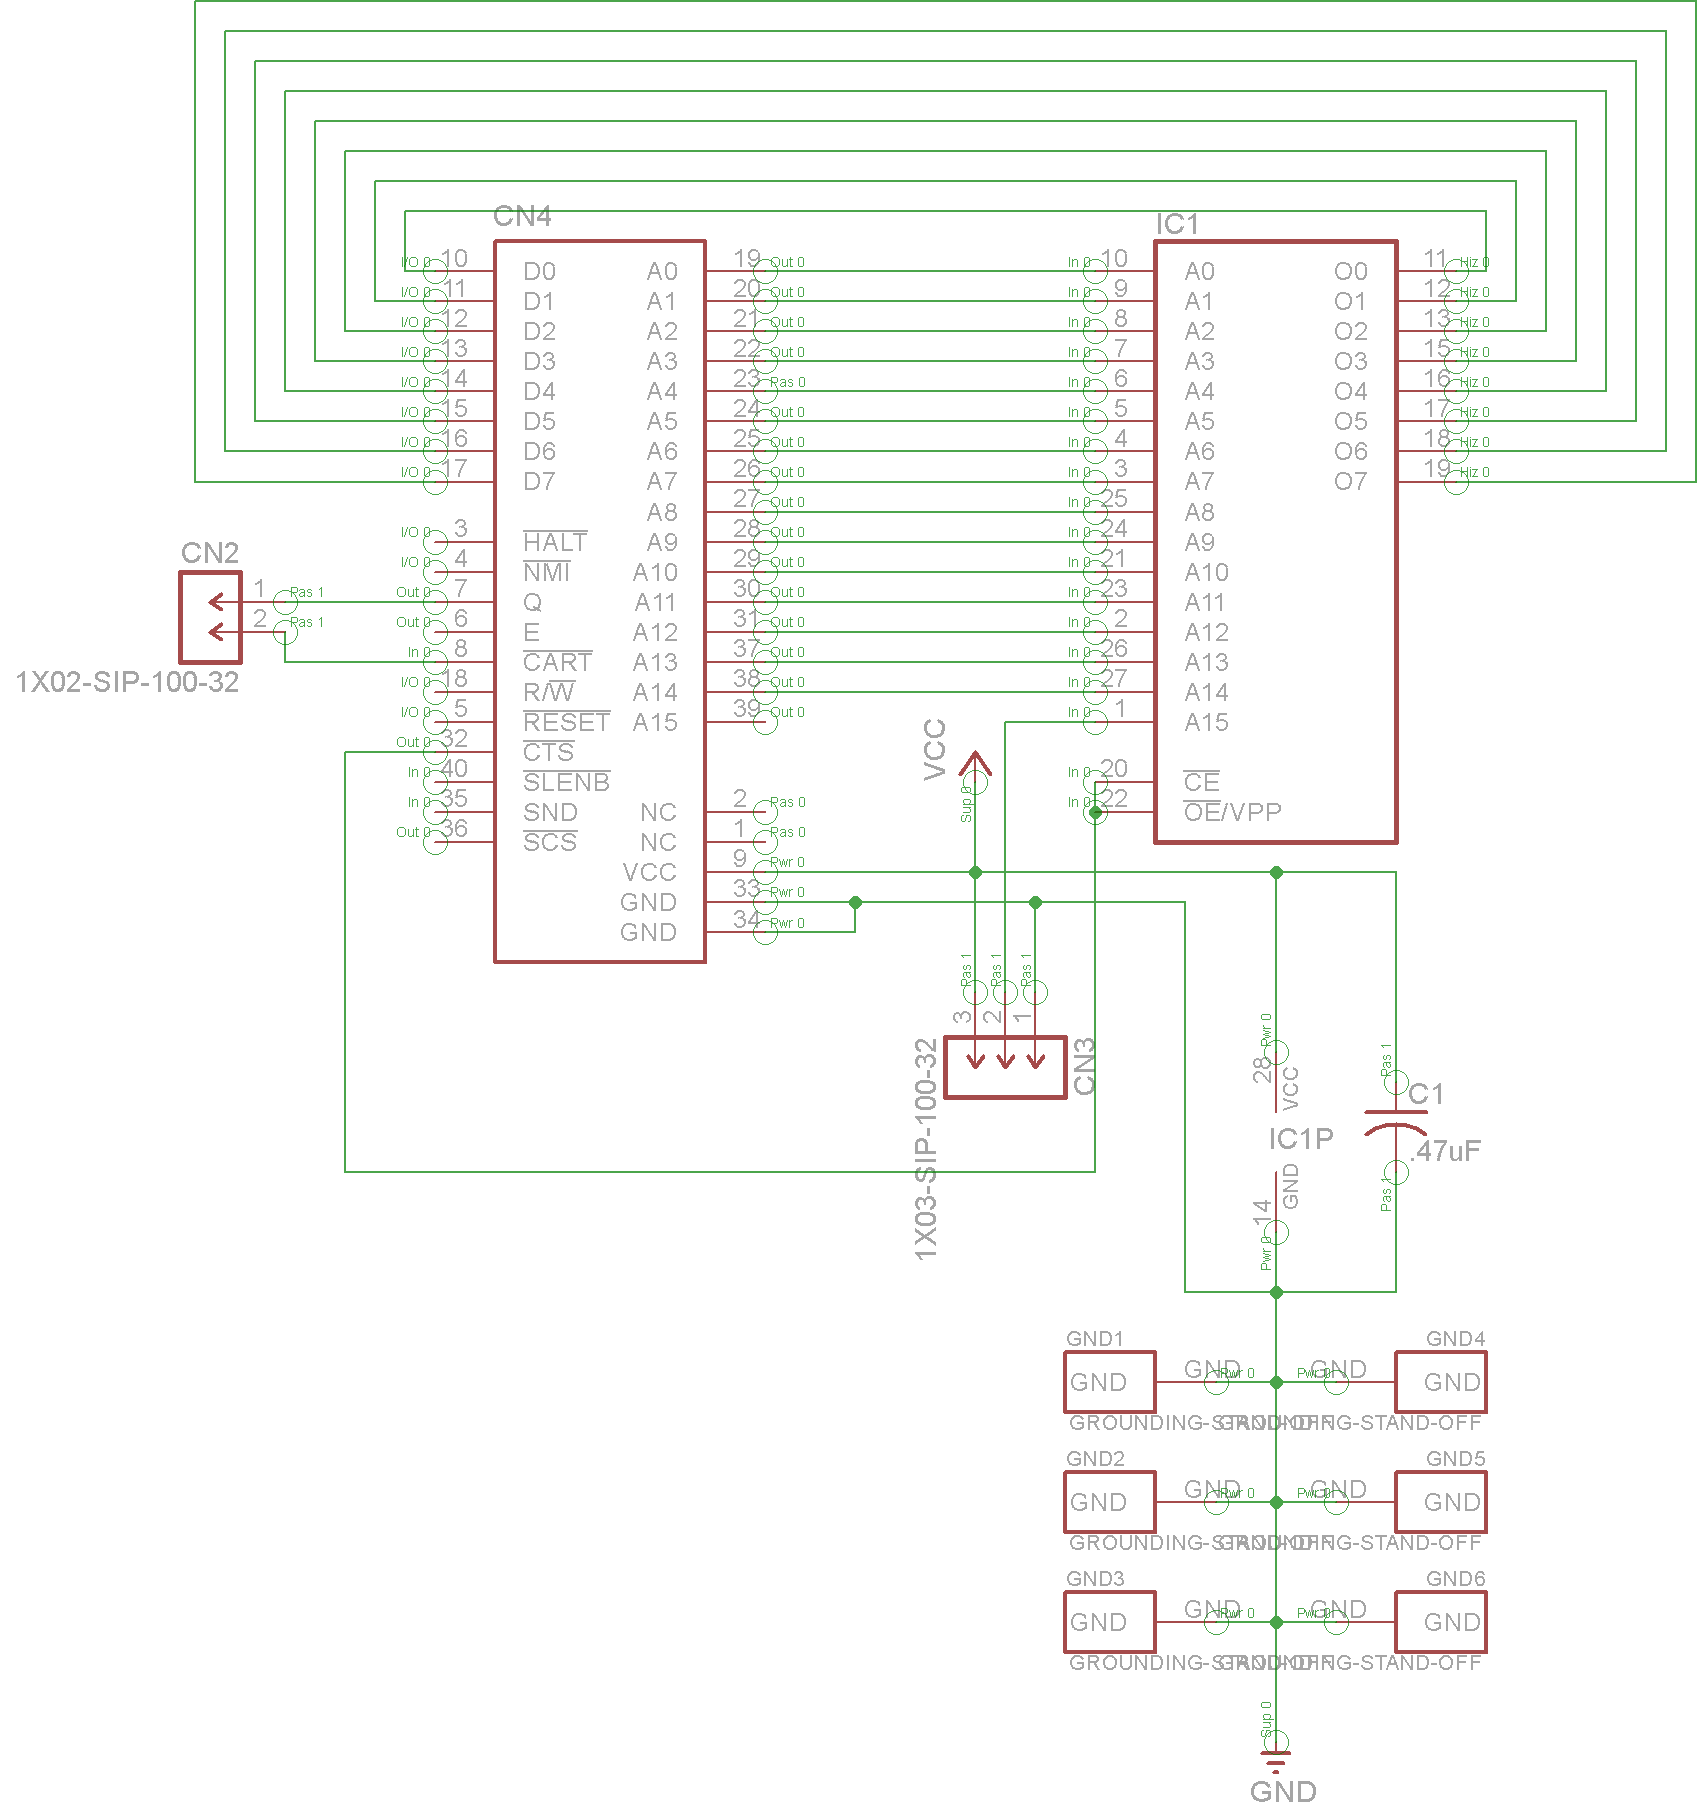 CN4
IC1
I/O 0 10 D0 A0 19 Out 0 In 0 10 A0 O0 11 Hiz 0
I/O 0 11 D1 A1 20 Out 0 In 0 9 A1 O1 12 Hiz 0
I/O 0 12 D2 A2 21 Out 0 In 0 8 A2 O2 13 Hiz 0
I/O 0 13 D3 A3 22 Out 0 In 0 7 A3 O3 15 Hiz 0
I/O 0 14 D4 A4 23 Pas 0 In 0 6 A4 O4 16 Hiz 0
I/O 0 15 D5 A5 24 Out 0 In 0 5 A5 O5 17 Hiz 0
I/O 0 16 D6 A6 25 Out 0 In 0 4 A6 O6 18 Hiz 0
I/O 0 17 D7 A7 26 Out 0 In 0 3 A7 O7 19 Hiz 0
A8 27 Out 0 In 0 25 A8
I/O 0 3 HALT A9 28 Out 0 In 0 24 A9
I/O 0 4 NMI A10 29 Out 0 In 0 21 A10
CN2
1 Pas 1 Out 0 7 Q A11 30 Out 0 In 0 23 A11
2 Pas 1 Out 0 6 E A12 31 Out 0 In 0 2 A12
In 0 8 CART A13 37 Out 0 In 0 26 A13
1X02-SIP-100-32
I/O 0 18 R/W A14 38 Out 0 In 0 27 A14
I/O 0 5 RESET A15 39 Out 0 In 0 1 A15
Out 0 32 CTS
VCC
Sup 0
In 0 40 SLENB In 0 20 CE
In 0 35 SND NC 2 Pas 0 In 0 22 OE/VPP
Out 0 36 SCS NC 1 Pas 0
VCC 9 Pwr 0
GND 33 Pwr 0
GND 34 Pwr 0
Pas 1 Pas 1 Pas 1
3 2 1
CN3
1X03-SIP-100-32
Pwr 0
28
VCC
IC1P
GND
14
Pwr 0
Pas 1
C1
.47uF
Pas 1
GND1 GND4
GND GND Pwr 0 Pwr 0 GND GND
GROUNDING-STAND-OFF GROUNDING-STAND-OFF
GND2 GND5
GND GND Pwr 0 Pwr 0 GND GND
GROUNDING-STAND-OFF GROUNDING-STAND-OFF
GND3 GND6
GND GND Pwr 0 Pwr 0 GND GND
GROUNDING-STAND-OFF GROUNDING-STAND-OFF
Sup 0
GND